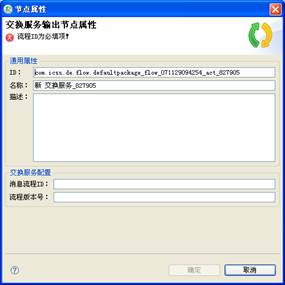 节点属性
交换服务输出节点属性
流程ID为必填项!
通用属性
ID: com.icss.de.flow.defaultpackage_flow_071129094254_act_827905
名称: 新 交换服务_827905
描述:
交换服务配置
消息流程ID:
流程版本号:
确定 取消